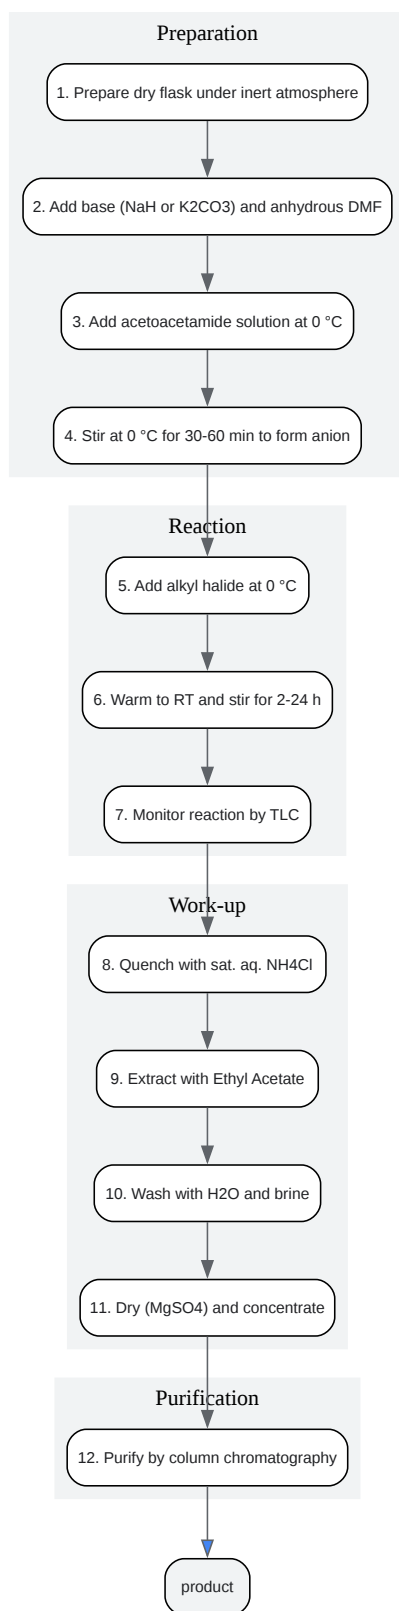 Preparation
1. Prepare dry flask under inert atmosphere
2. Add base (NaH or K2CO3) and anhydrous DMF
3. Add acetoacetamide solution at 0 °C
4. Stir at 0 °C for 30-60 min to form anion
Reaction
5. Add alkyl halide at 0 °C
6. Warm to RT and stir for 2-24 h
7. Monitor reaction by TLC
Work-up
8. Quench with sat. aq. NH4Cl
9. Extract with Ethyl Acetate
10. Wash with H2O and brine
11. Dry (MgSO4) and concentrate
Purification
12. Purify by column chromatography
product